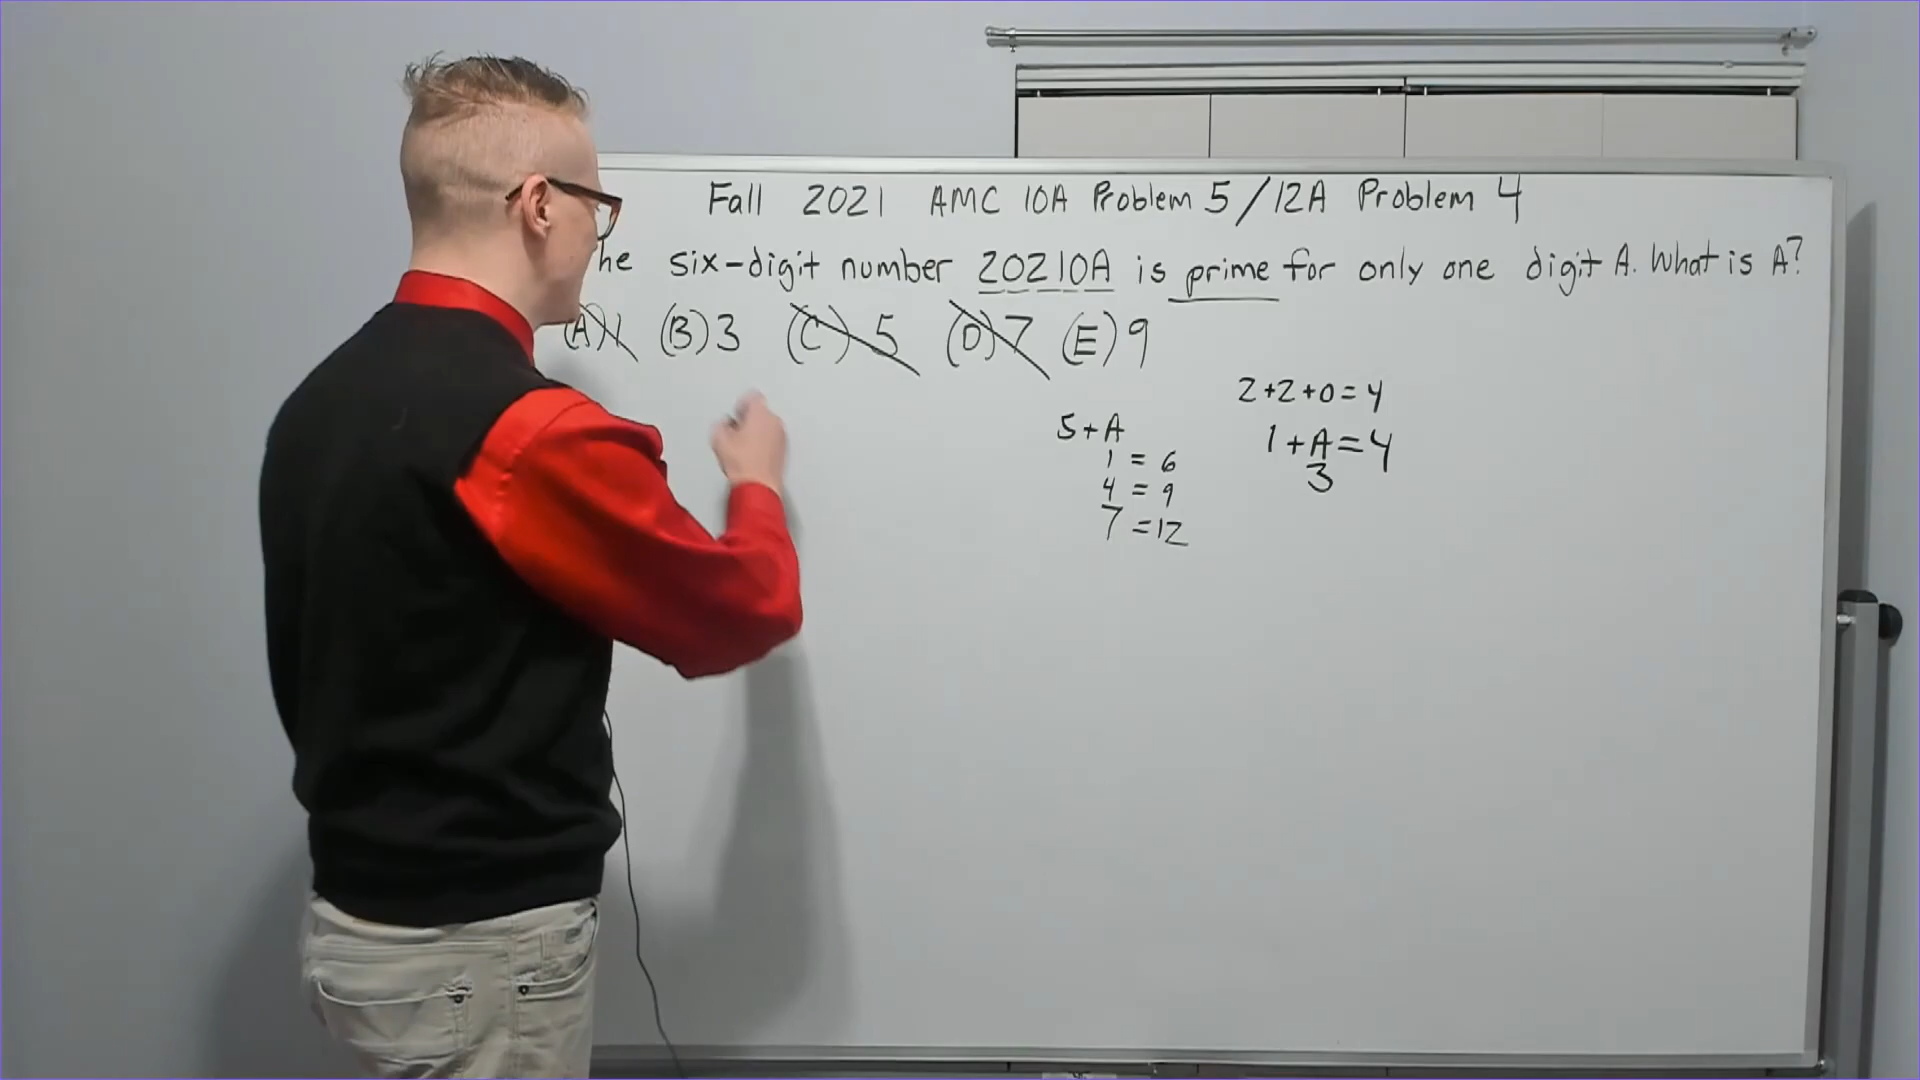 Fall 2021 AMC 10A Problem 5/12A Problem 4
he six-digit number 20210A is prime for only one digit A. What is A?
(A) 1 (B) 3 (C) 5 (D) 7 (E) 9
2+2+0=4
5+A
1+A=4
3
1 = 6
4 = 9
7 = 12